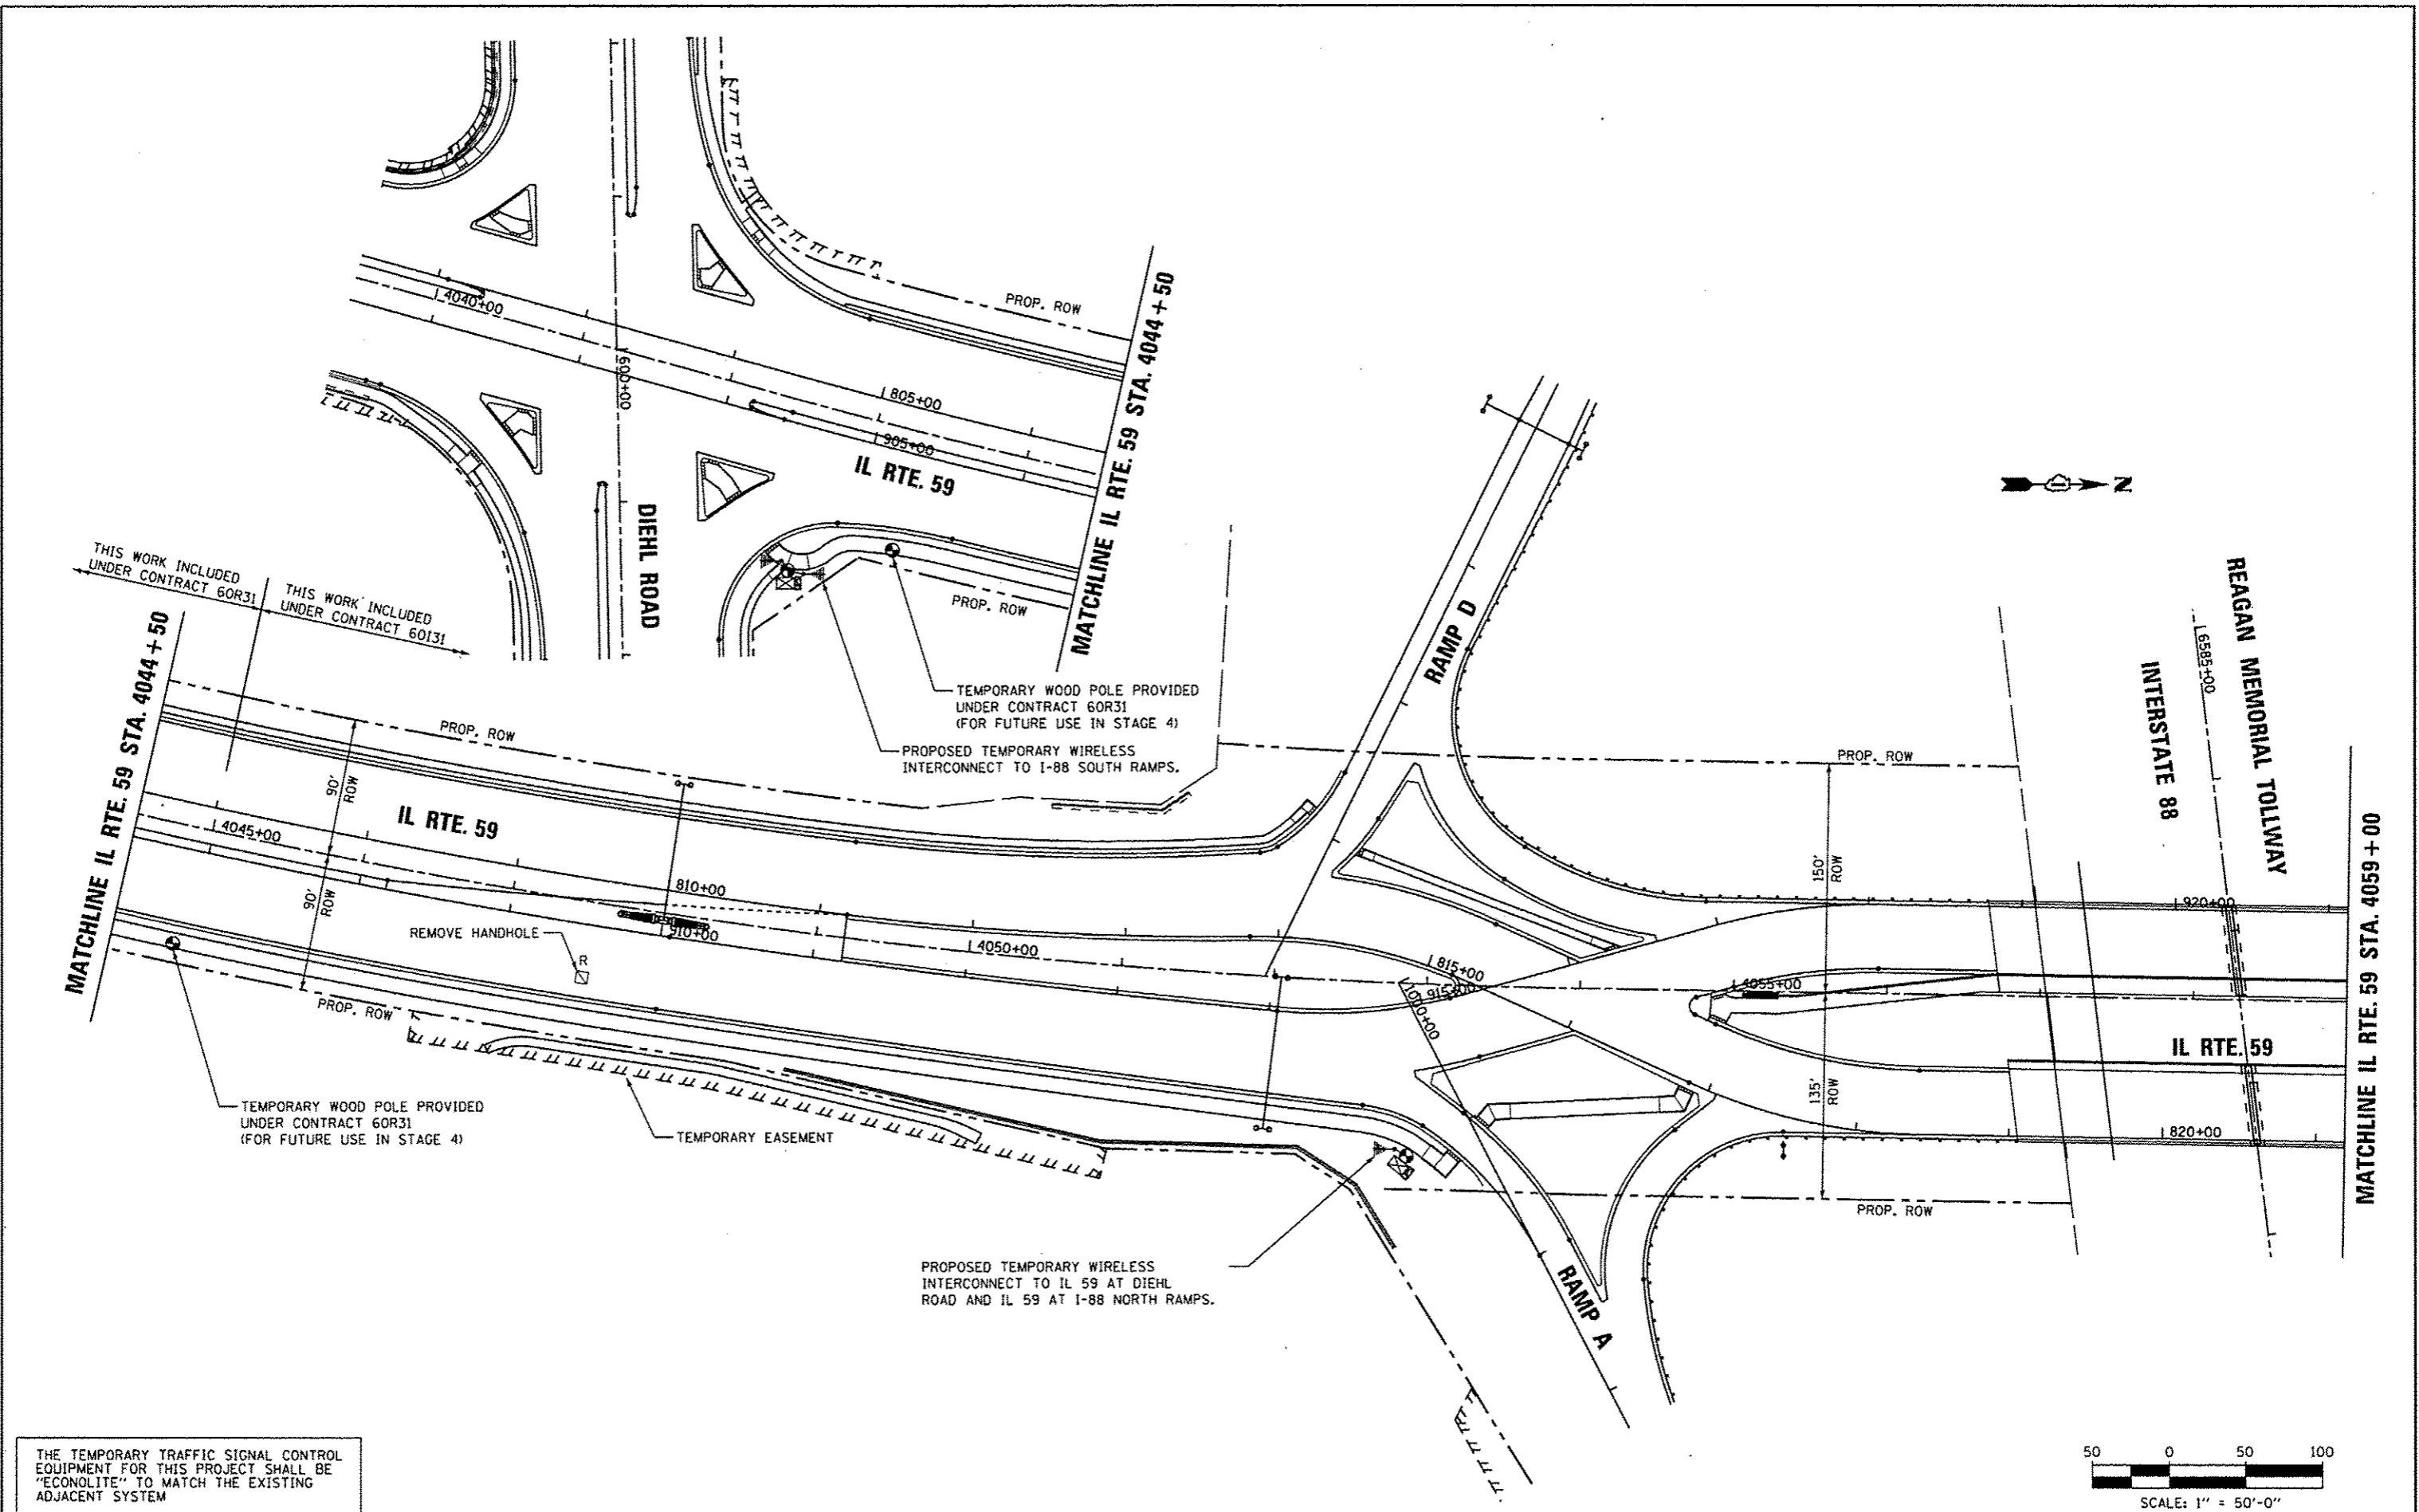 4040+00
600+00
805+00
905+00
IL RTE. 59
PROP. ROW
MATCHLINE IL RTE. 59 STA. 4044+50
DIEHL ROAD
PROP. ROW
THIS WORK INCLUDED
UNDER CONTRACT 60R31
THIS WORK INCLUDED
UNDER CONTRACT 60I31
TEMPORARY WOOD POLE PROVIDED
UNDER CONTRACT 60R31
(FOR FUTURE USE IN STAGE 4)
PROPOSED TEMPORARY WIRELESS
INTERCONNECT TO I-88 SOUTH RAMPS.
N
REAGAN MEMORIAL TOLLWAY
6585+00
INTERSTATE 88
RAMP D
MATCHLINE IL RTE. 59 STA. 4044+50
PROP. ROW
90'
ROW
IL RTE. 59
4045+00
90'
ROW
810+00
910+00
REMOVE HANDHOLE
R
4050+00
815+00
915+00
1000+00
PROP. ROW
150'
ROW
920+00
4055+00
IL RTE. 59
135'
ROW
820+00
PROP. ROW
MATCHLINE IL RTE. 59 STA. 4059+00
PROP. ROW
TEMPORARY WOOD POLE PROVIDED
UNDER CONTRACT 60R31
(FOR FUTURE USE IN STAGE 4)
TEMPORARY EASEMENT
PROPOSED TEMPORARY WIRELESS
INTERCONNECT TO IL 59 AT DIEHL
ROAD AND IL 59 AT I-88 NORTH RAMPS.
RAMP A
THE TEMPORARY TRAFFIC SIGNAL CONTROL
EQUIPMENT FOR THIS PROJECT SHALL BE
"ECONOLITE" TO MATCH THE EXISTING
ADJACENT SYSTEM
50 0 50 100
SCALE: 1" = 50'-0"